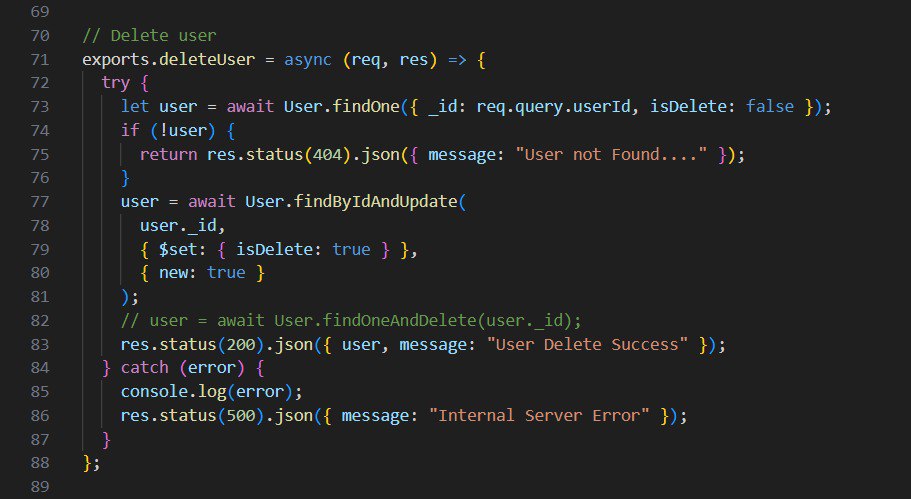 69
70 // Delete user
71 exports.deleteUser = async (req, res) => {
72 try {
73 let user = await User.findOne({ _id: req.query.userId, isDelete: false });
74 if (!user) {
75 return res.status(404).json({ message: "User not Found...." });
76 }
77 user = await User.findByIdAndUpdate(
78 user._id,
79 { $set: { isDelete: true } },
80 { new: true }
81 );
82 // user = await User.findOneAndDelete(user._id);
83 res.status(200).json({ user, message: "User Delete Success" });
84 } catch (error) {
85 console.log(error);
86 res.status(500).json({ message: "Internal Server Error" });
87 }
88 };
89